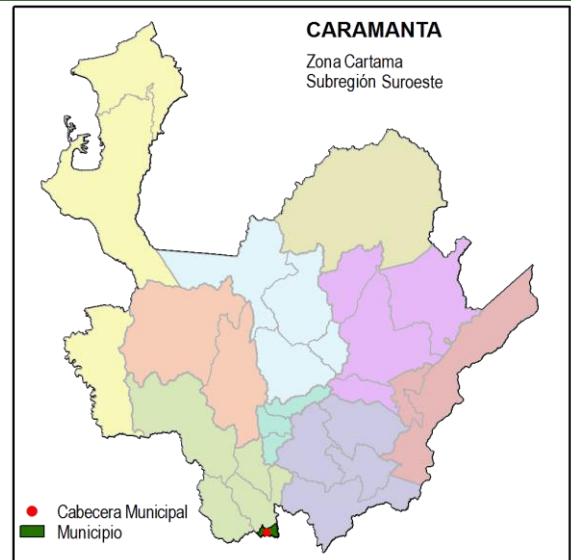 CARAMANTA
Zona Cartama
Subregión Suroeste
Cabecera Municipal
Municipio